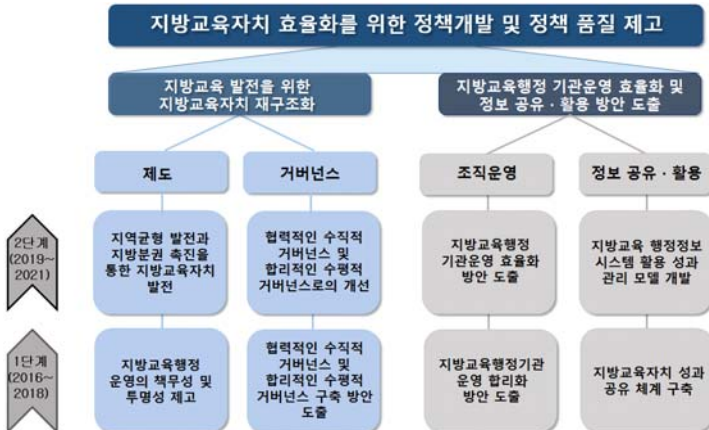 지방교육자치 효율화를 위한 정책개발 및 정책 품질 제고
지방교육 발전을 위한
지방교육자치 재구조화
지방교육행정 기관운영 효율화 및
정보 공유 · 활용 방안 도출
제도
거버넌스
조직운영
정보 공유 · 활용
2단계
(2019~
2021)
지역균형 발전과
지방분권 촉진을
통한 지방교육자치
발전
협력적인 수직적
거버넌스 및
합리적인 수평적
거버넌스로의 개선
지방교육행정
기관운영 효율화
방안 도출
지방교육 행정정보
시스템 활용 성과
관리 모델 개발
1단계
(2016~
2018)
지방교육행정
운영의 책무성 및
투명성 제고
협력적인 수직적
거버넌스 및
합리적인 수평적
거버넌스 구축 방안
도출
지방교육행정기관
운영 합리화
방안 도출
지방교육자치 성과
공유 체계 구축